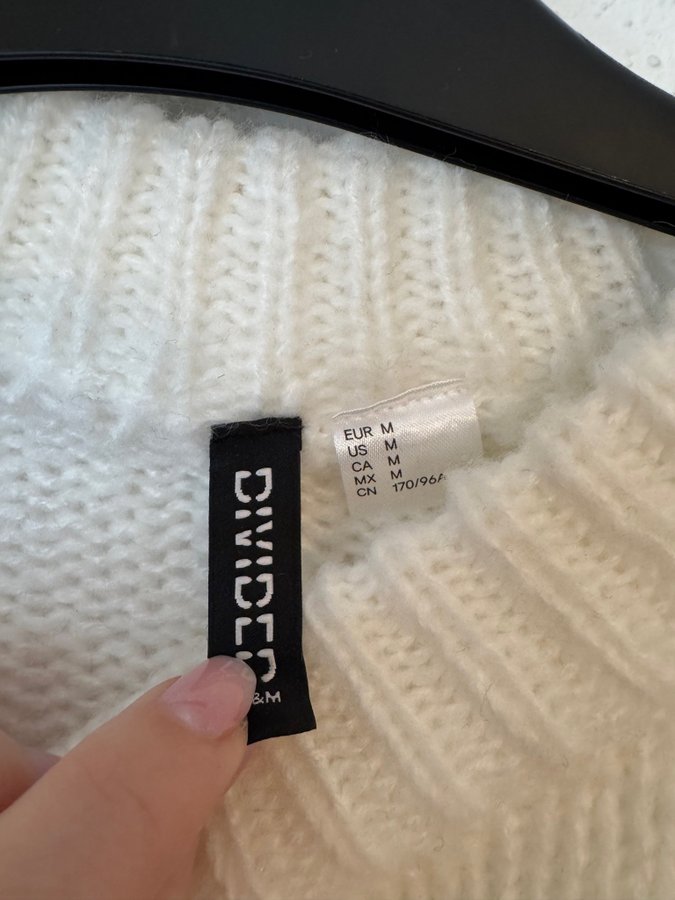 DIVIDED
&M
EUR M
US M
CA M
MX M
CN 170/96A